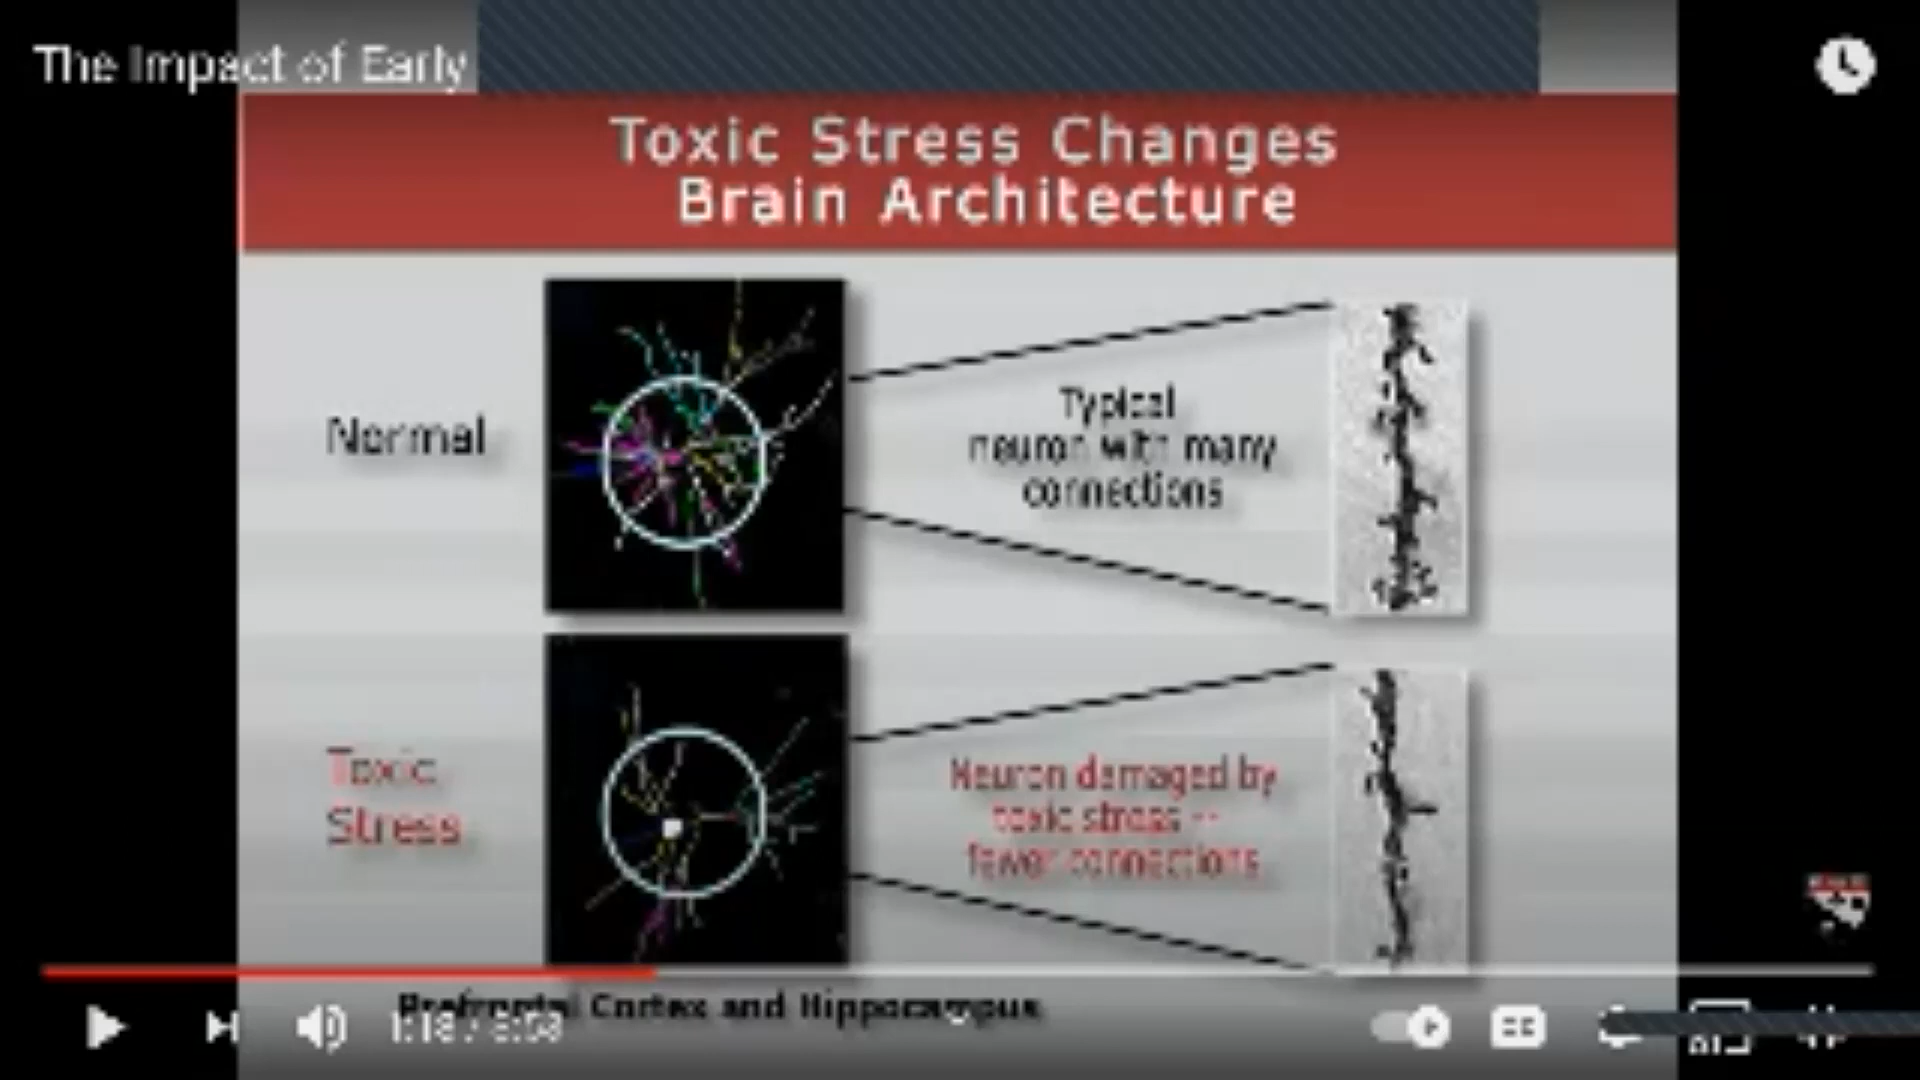 The Impact of Early
Toxic Stress Changes
Brain Architecture
Normal
Typical
neuron with many
connections
Toxic
Stress
Neuron damaged by
toxic stress --
fewer connections
Prefrontal Cortex and Hippocampus